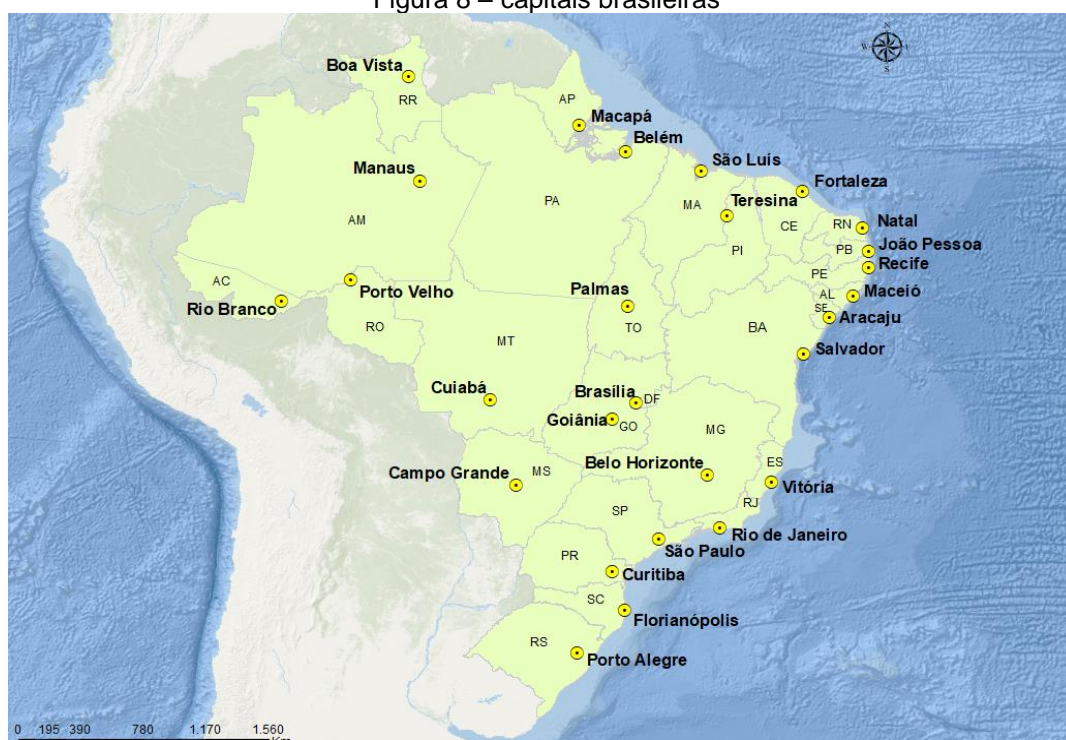 Figura 8 – capitais brasileiras
N
W
E
S
Boa Vista
RR
AP
Macapá
Belém
São Luís
Manaus
Fortaleza
Teresina
PA
MA
AM
CE
RN
Natal
PI
PB
João Pessoa
PE
Recife
AC
Porto Velho
Palmas
AL
Maceió
Rio Branco
SE
Aracaju
RO
TO
BA
MT
Salvador
Cuiabá
Brasília
DF
Goiânia
GO
MG
Belo Horizonte
ES
Campo Grande
MS
Vitória
RJ
SP
Rio de Janeiro
São Paulo
PR
Curitiba
SC
Florianópolis
RS
Porto Alegre
0 195 390 780 1.170 1.560
Km